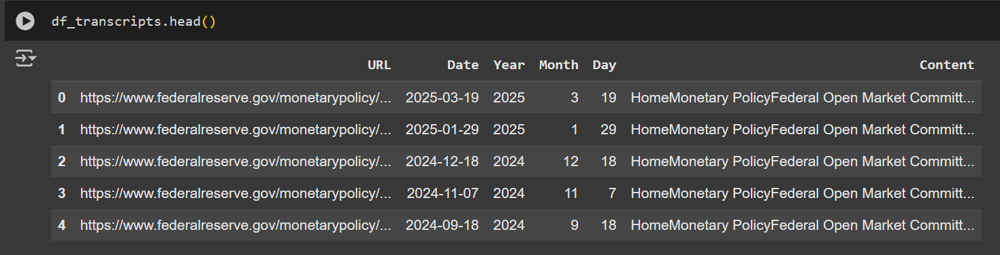 df_transcripts.head()
URL Date Year Month Day Content
0 https://www.federalreserve.gov/monetarypolicy/... 2025-03-19 2025 3 19 HomeMonetary PolicyFederal Open Market Committ...
1 https://www.federalreserve.gov/monetarypolicy/... 2025-01-29 2025 1 29 HomeMonetary PolicyFederal Open Market Committ...
2 https://www.federalreserve.gov/monetarypolicy/... 2024-12-18 2024 12 18 HomeMonetary PolicyFederal Open Market Committ...
3 https://www.federalreserve.gov/monetarypolicy/... 2024-11-07 2024 11 7 HomeMonetary PolicyFederal Open Market Committ...
4 https://www.federalreserve.gov/monetarypolicy/... 2024-09-18 2024 9 18 HomeMonetary PolicyFederal Open Market Committ...